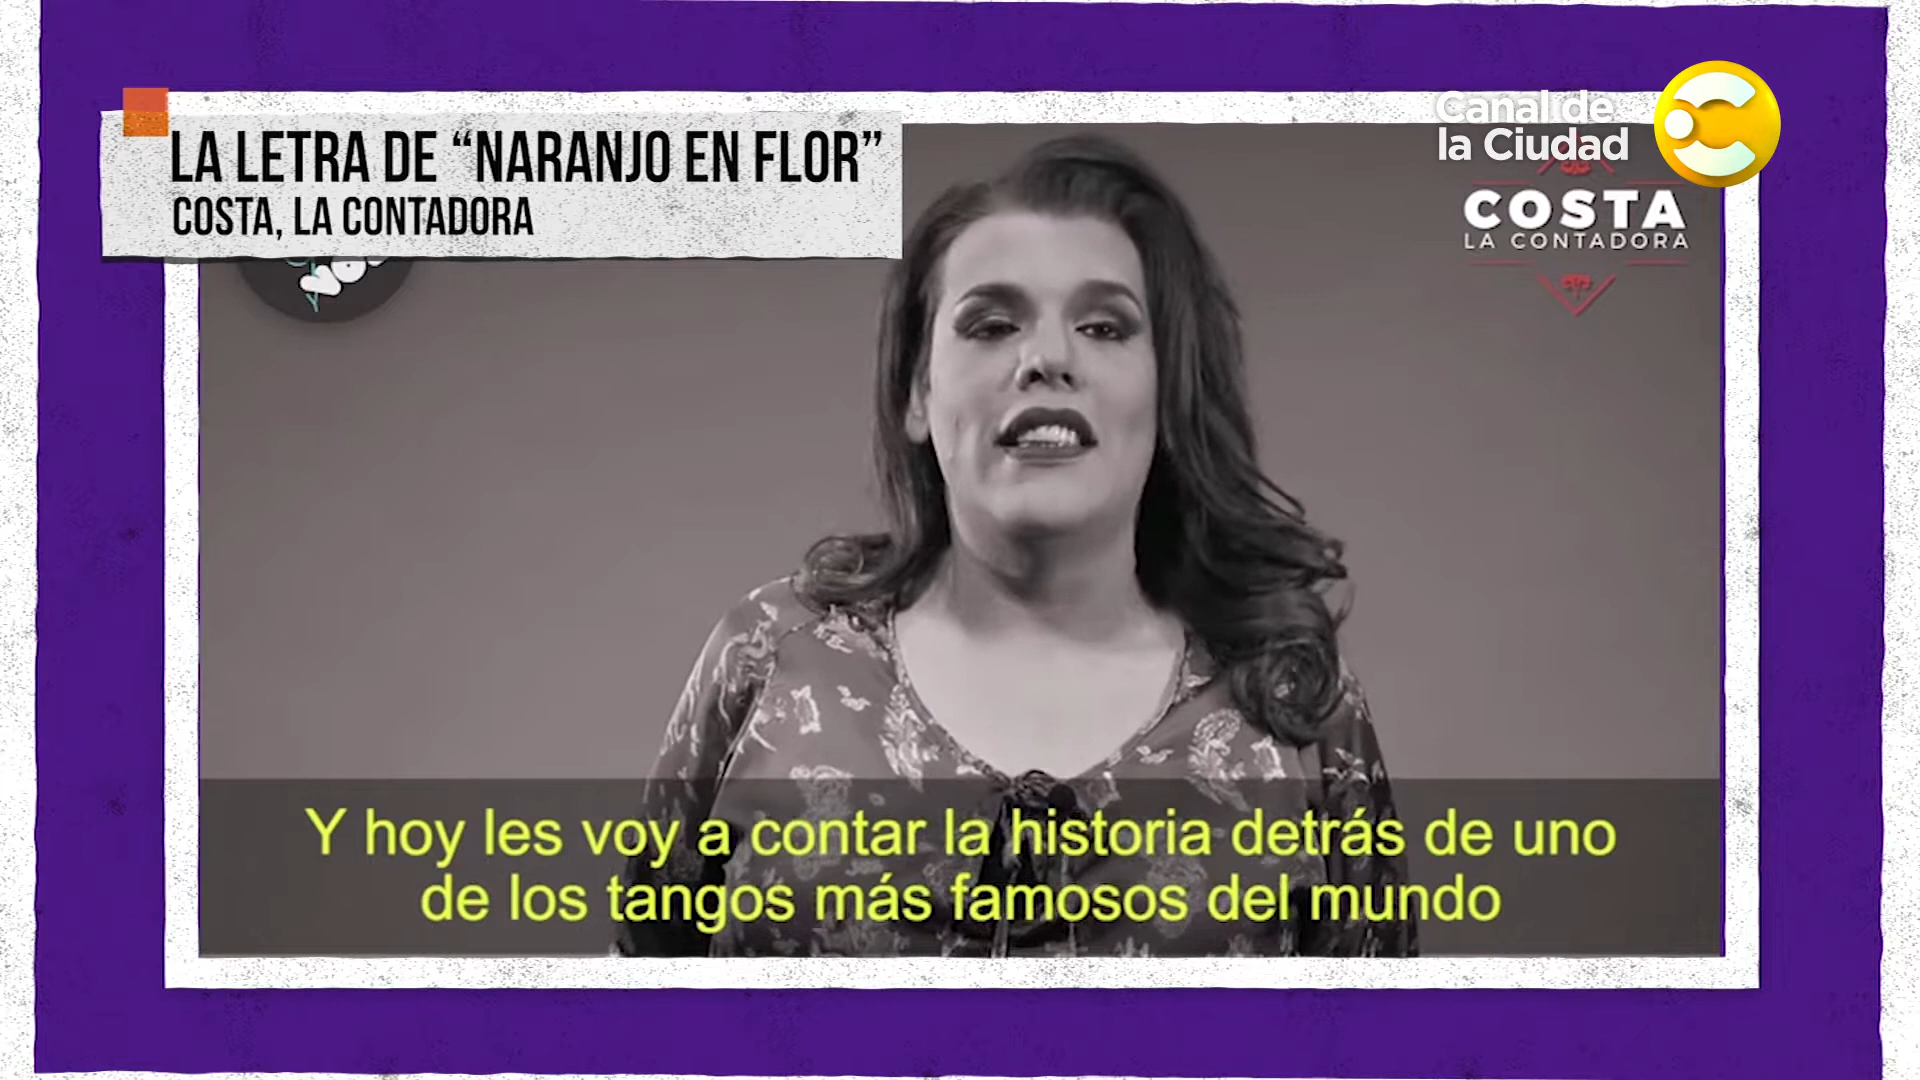 LA LETRA DE “NARANJO EN FLOR”
COSTA, LA CONTADORA
Canal de
la Ciudad
COSTA
LA CONTADORA
Y hoy les voy a contar la historia detrás de uno
de los tangos más famosos del mundo